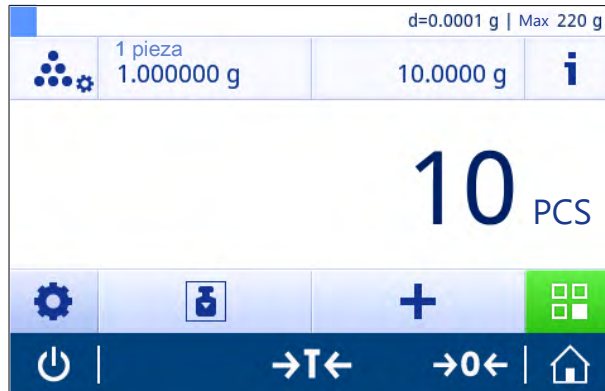 d=0.0001 g | Max 220 g
1 pieza
1.000000 g
10.0000 g
i
10 PCS
→T←
→0←